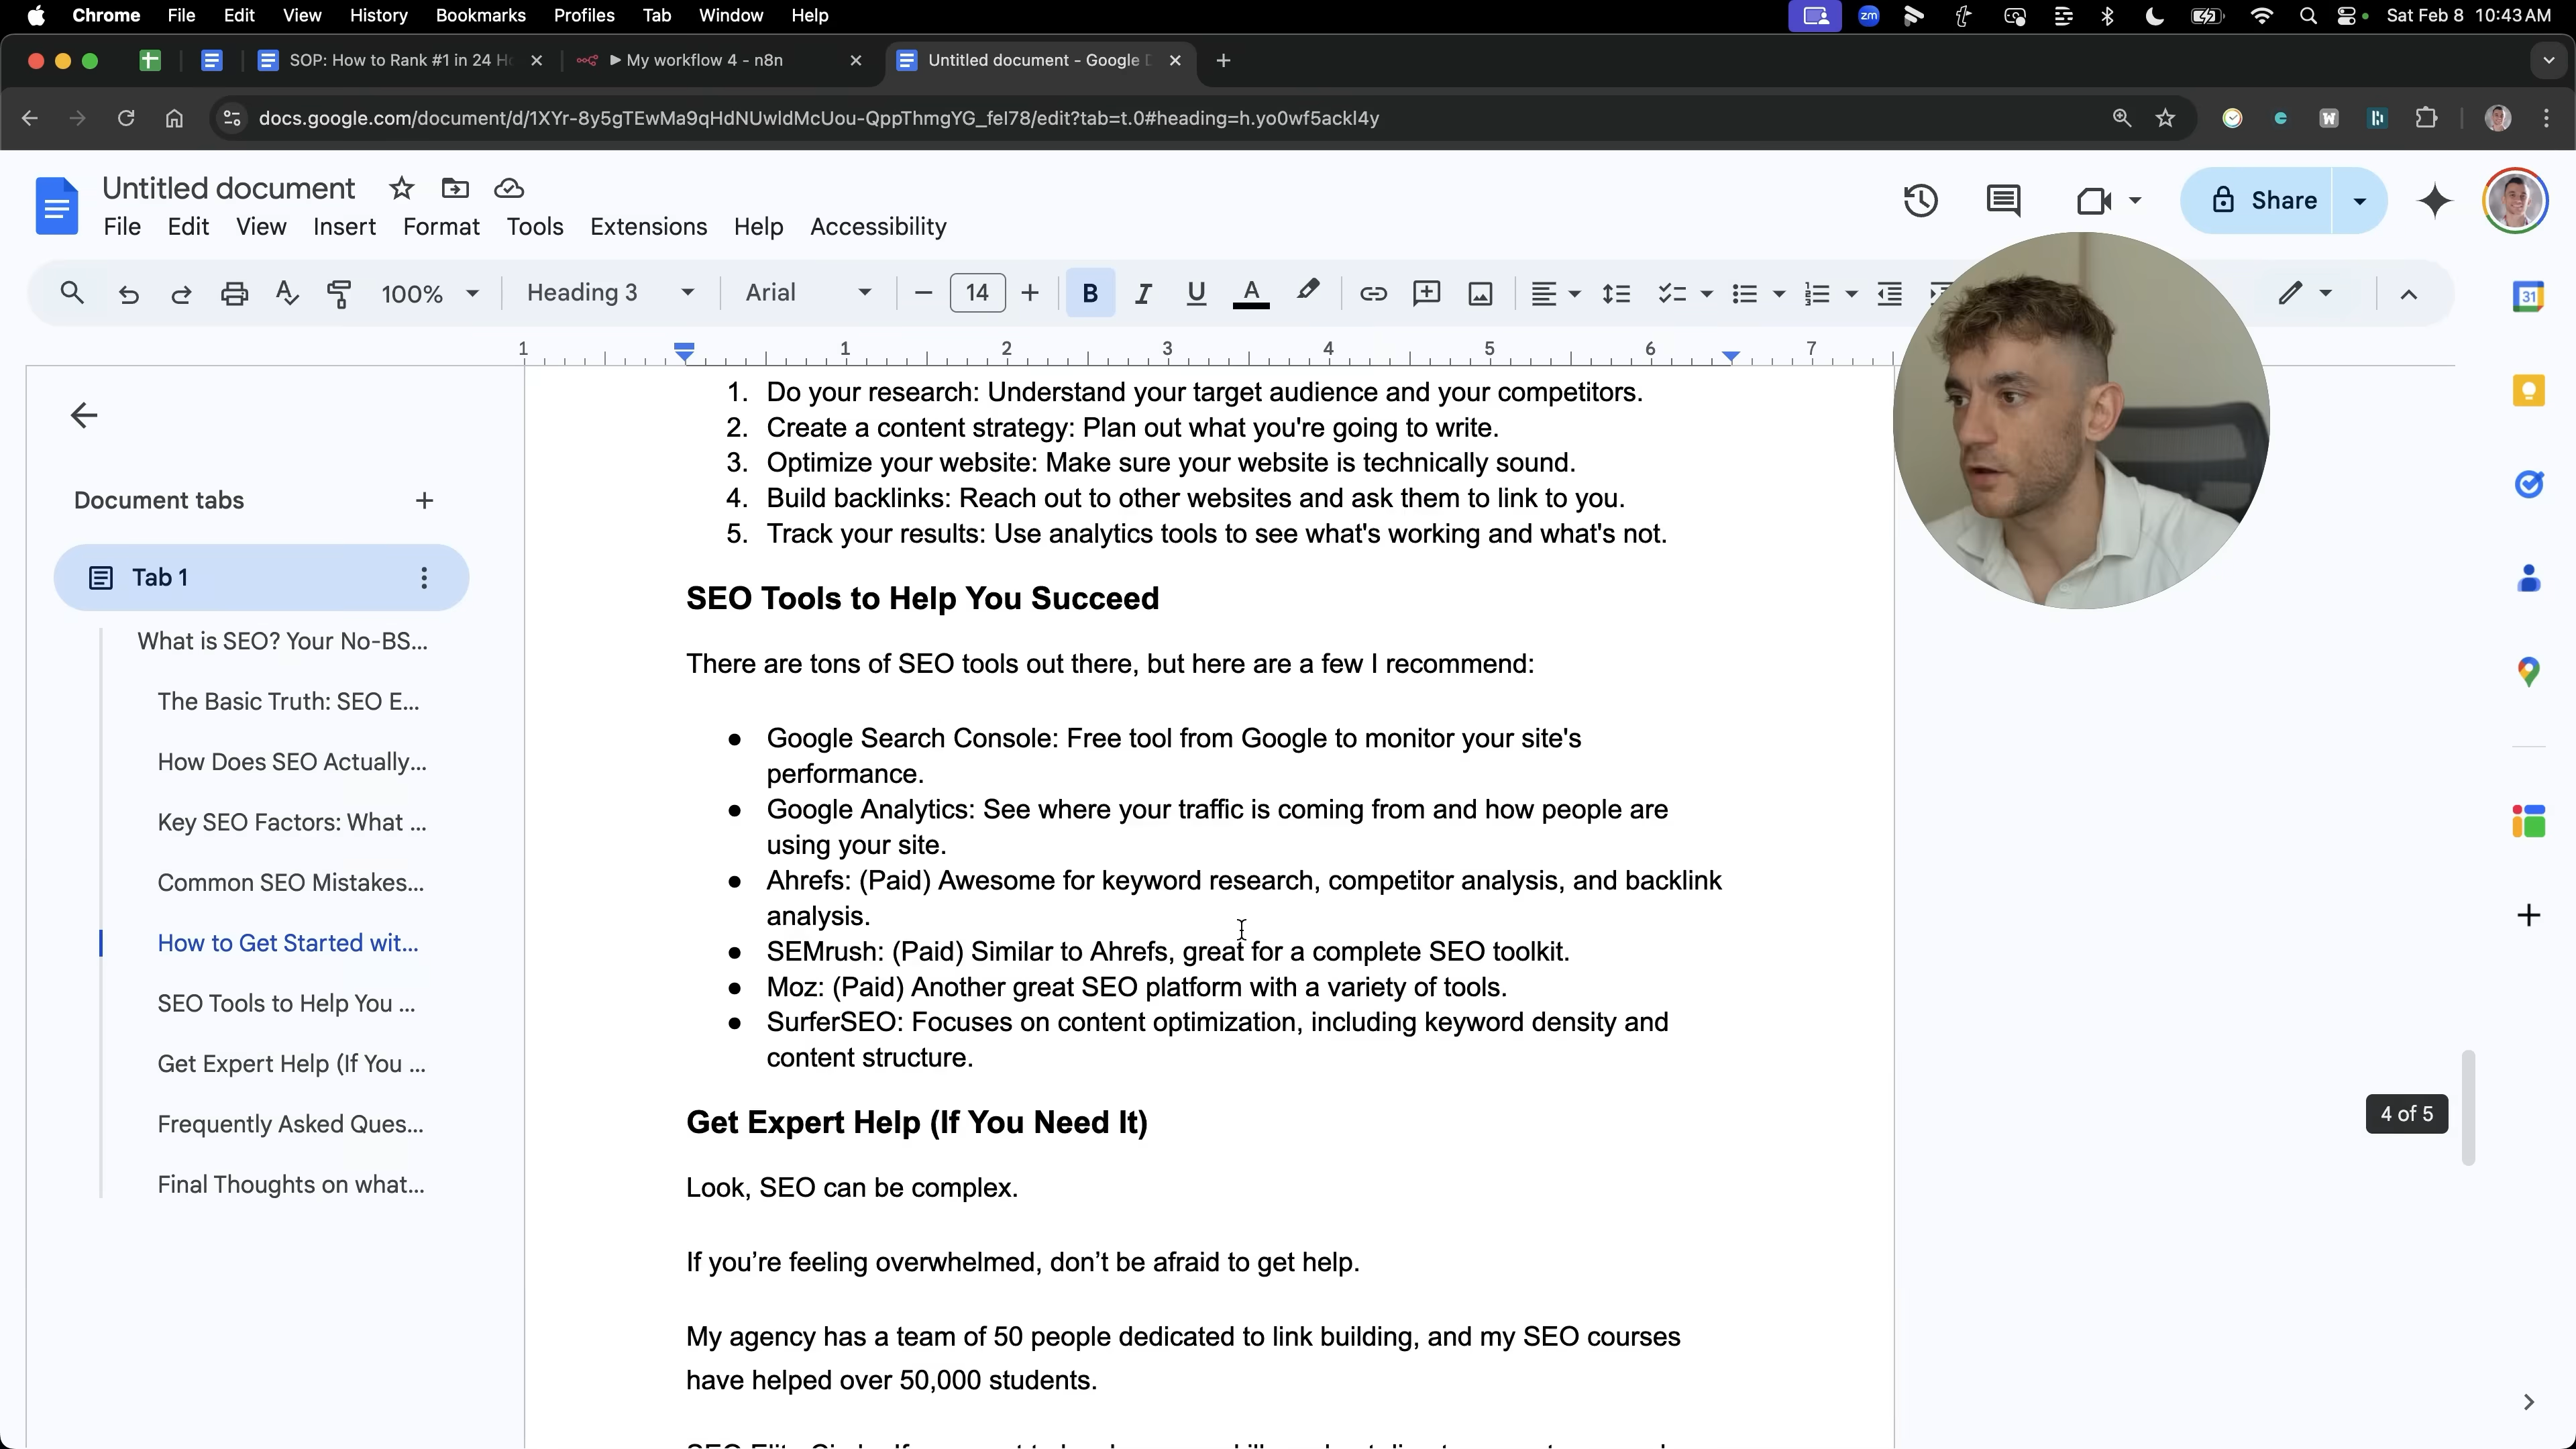 Chrome File Edit View History Bookmarks Profiles Tab Window Help zm Sat Feb 8 10:43 AM
SOP: How to Rank #1 in 24 H
My workflow 4 - n8n
Untitled document - Google
docs.google.com/document/d/1XYr-8y5gTEwMa9qHdNUwldMcUou-QppThmgYG_fel78/edit?tab=t.0#heading=h.yo0wf5ackl4y
Untitled document
Share
File Edit View Insert Format Tools Extensions Help Accessibility
100% Heading 3 Arial 14 B I U A
31
1 1 2 3 4 5 6 7
Document tabs
Tab 1
What is SEO? Your No-BS...
The Basic Truth: SEO E...
How Does SEO Actually...
Key SEO Factors: What ...
Common SEO Mistakes...
How to Get Started wit...
SEO Tools to Help You ...
Get Expert Help (If You ...
Frequently Asked Ques...
Final Thoughts on what...
1. Do your research: Understand your target audience and your competitors.
2. Create a content strategy: Plan out what you're going to write.
3. Optimize your website: Make sure your website is technically sound.
4. Build backlinks: Reach out to other websites and ask them to link to you.
5. Track your results: Use analytics tools to see what's working and what's not.
SEO Tools to Help You Succeed
There are tons of SEO tools out there, but here are a few I recommend:
● Google Search Console: Free tool from Google to monitor your site's
performance.
● Google Analytics: See where your traffic is coming from and how people are
using your site.
● Ahrefs: (Paid) Awesome for keyword research, competitor analysis, and backlink
analysis.
● SEMrush: (Paid) Similar to Ahrefs, great for a complete SEO toolkit.
● Moz: (Paid) Another great SEO platform with a variety of tools.
● SurferSEO: Focuses on content optimization, including keyword density and
content structure.
Get Expert Help (If You Need It)
Look, SEO can be complex.
If you’re feeling overwhelmed, don’t be afraid to get help.
My agency has a team of 50 people dedicated to link building, and my SEO courses
have helped over 50,000 students.
4 of 5